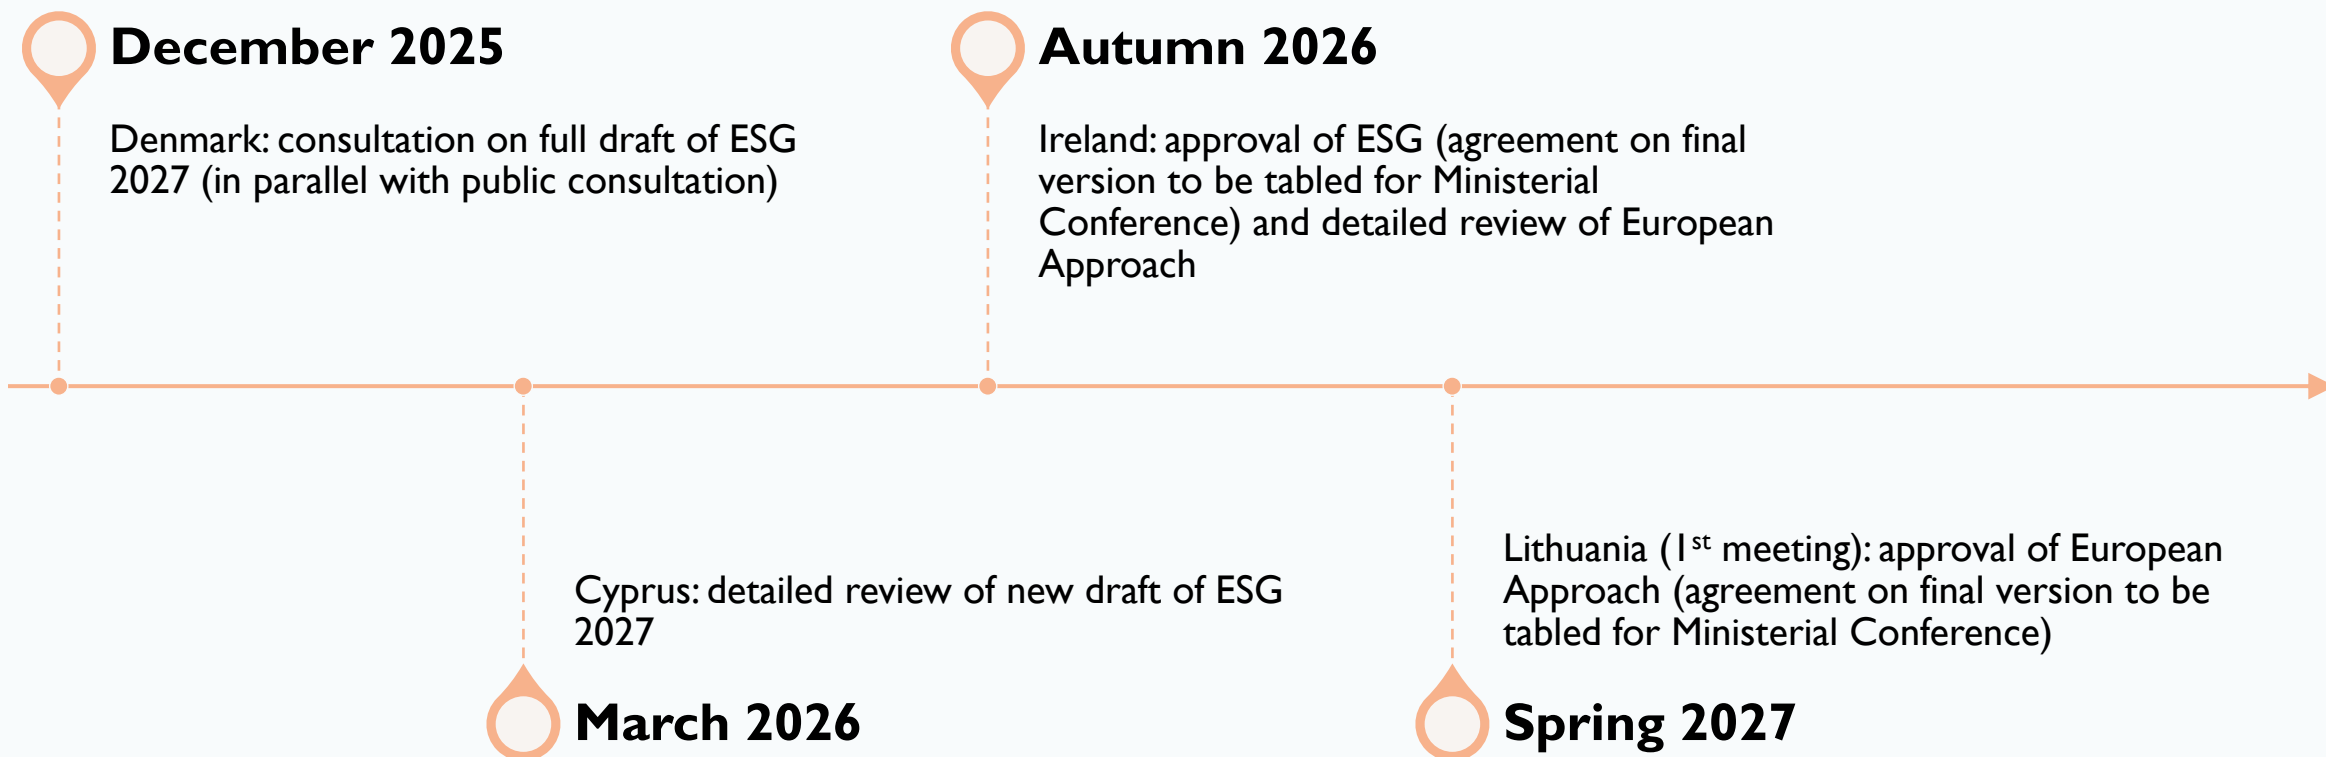 December 2025
Denmark: consultation on full draft of ESG
2027 (in parallel with public consultation)
Autumn 2026
Ireland: approval of ESG (agreement on final
version to be tabled for Ministerial
Conference) and detailed review of European
Approach
Cyprus: detailed review of new draft of ESG
2027
March 2026
Lithuania (1st meeting): approval of European
Approach (agreement on final version to be
tabled for Ministerial Conference)
Spring 2027